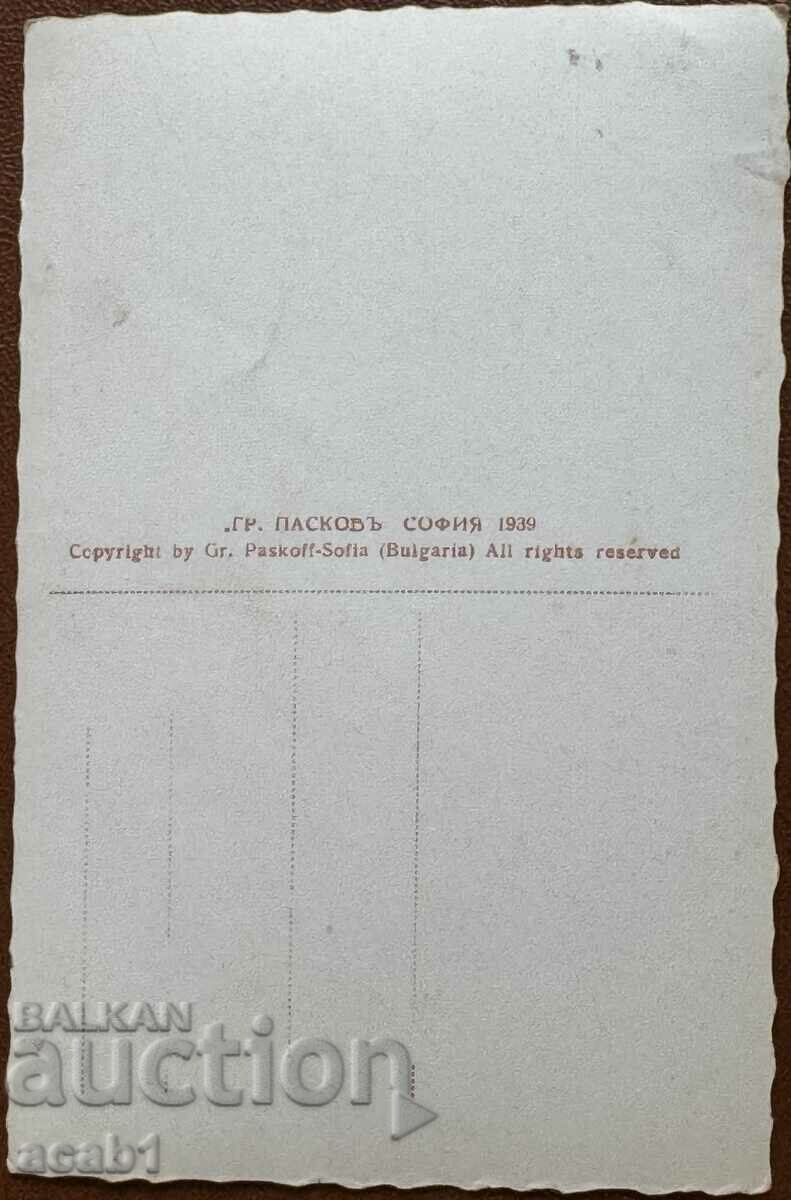 .ГР. ПАСКОВЪ СОФИЯ 1939
Copyright by Gr. Paskoff-Sofia (Bulgaria) All rights reserved
BALKAN
auction
acab1